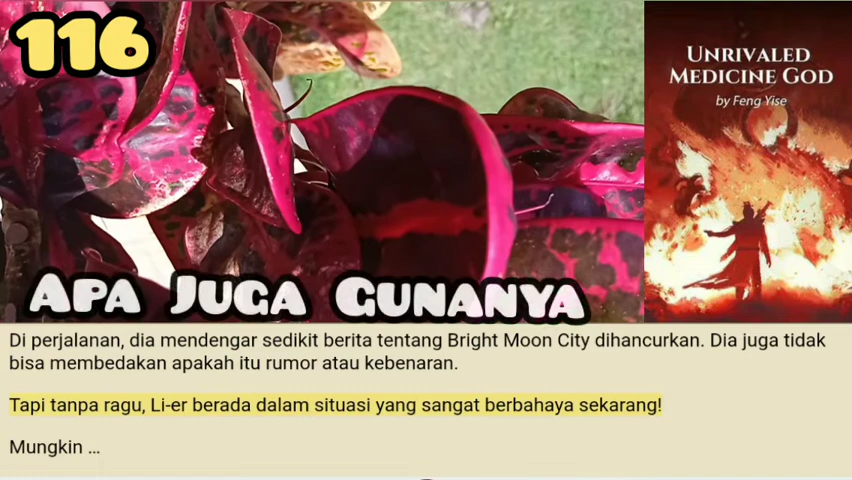 116
UNRIVALED
MEDICINE GOD
by Feng Yise
APA JUGA GUNANYA
Di perjalanan, dia mendengar sedikit berita tentang Bright Moon City dihancurkan. Dia juga tidak
bisa membedakan apakah itu rumor atau kebenaran.
Tapi tanpa ragu, Li-er berada dalam situasi yang sangat berbahaya sekarang!
Mungkin ...